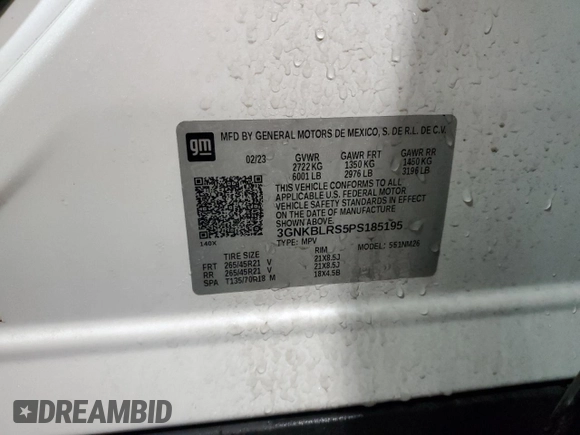 gm
MFD BY GENERAL MOTORS DE MEXICO, S. DE R.L. DE C.V.
02/23 GVWR GAWR FRT GAWR RR
2722 KG 1350 KG 1450 KG
6001 LB 2976 LB 3196 LB
THIS VEHICLE CONFORMS TO ALL
APPLICABLE U.S. FEDERAL MOTOR
VEHICLE SAFETY STANDARDS IN EFFECT
ON THE DATE OF MANUFACTURE
SHOWN ABOVE.
3GNKBLRS5PS185195
140X TYPE: MPV MODEL: SS1NM26
TIRE SIZE RIM
FRT 265/45R21 V 21X8.5J
RR 265/45R21 V 21X8.5J
SPA T135/70R18 M 18X4.5B
DREAMBID